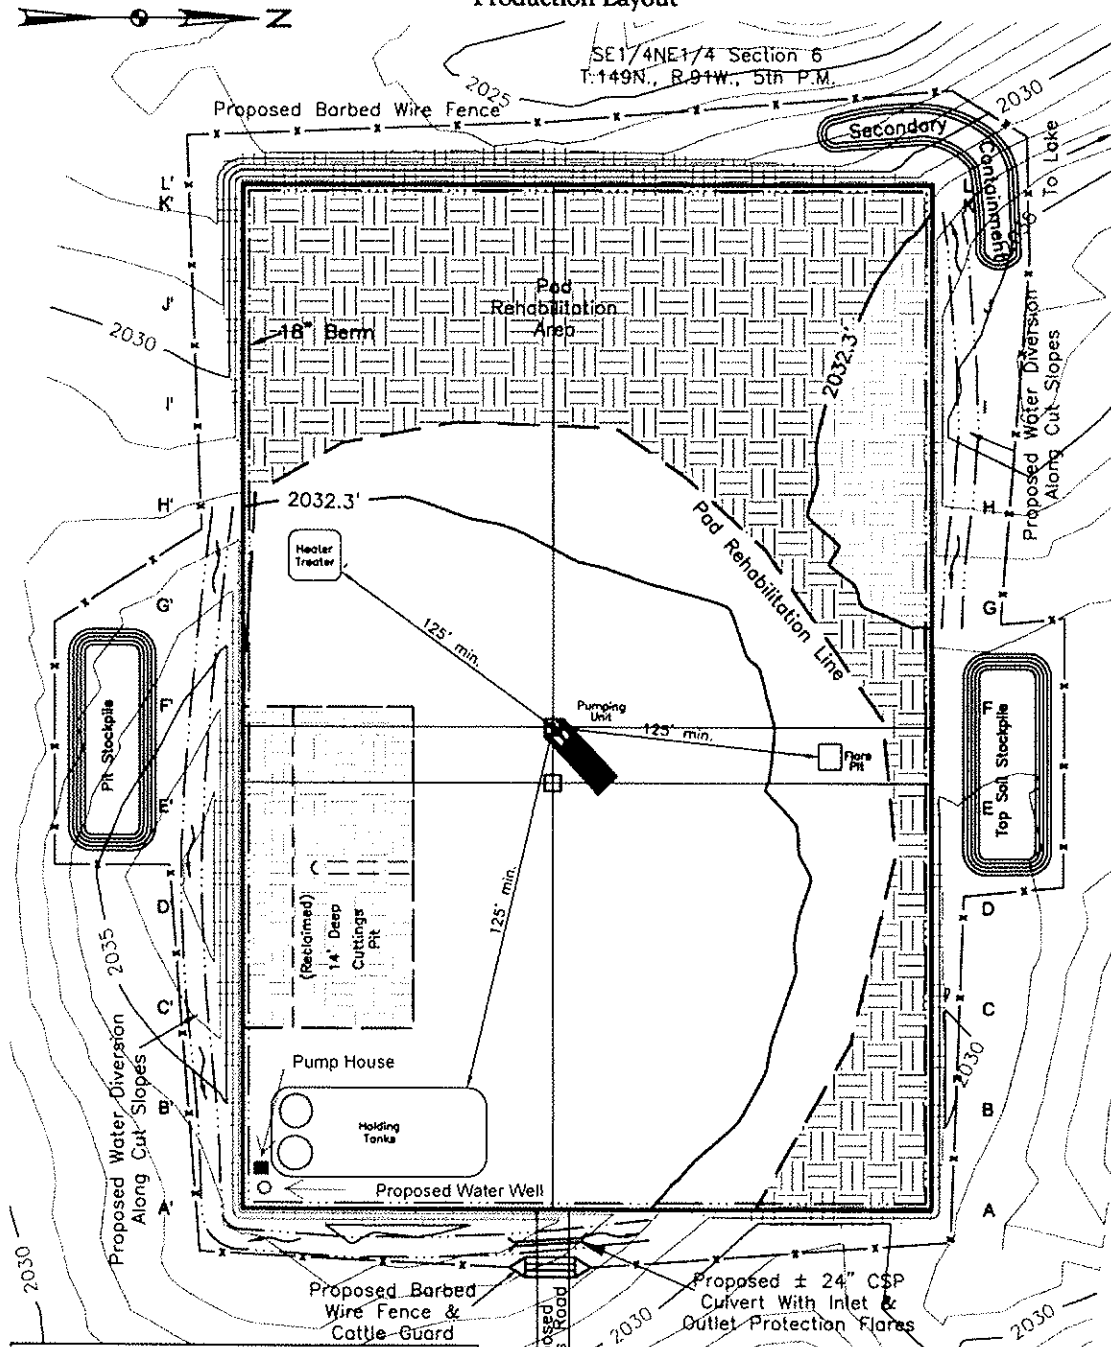 Production Layout
N
SE1/4NE1/4 Section 6
T.149N., R.91W., 5th P.M.
2025
2030
Proposed Barbed Wire Fence
Secondary
Containment
To Lake
L'
K'
J'
I'
H'
G'
F'
E'
D'
C'
B'
A'
L
K
J
I
H
G
F
E
D
C
B
A
Pad
Rehabilitation
Area
18" Berm
2030
2032.3'
2032.3'
Proposed Water Diversion
Along Cut Slopes
Heater
Treater
Pad Rehabilitation Line
125' min.
Pumping
Unit
125' min.
Flare
Pit
Pit Stockpile
Top Soil Stockpile
125' min.
(Reclaimed)
14' Deep
Cuttings
Pit
2035
Proposed Water Diversion
Along Cut Slopes
Pump House
Holding
Tanks
Proposed Water Well
2030
2030
Proposed Barbed
Wire Fence &
Cattle Guard
Road
2030
Proposed ± 24" CSP
Culvert With Inlet &
Outlet Protection Flares
2030